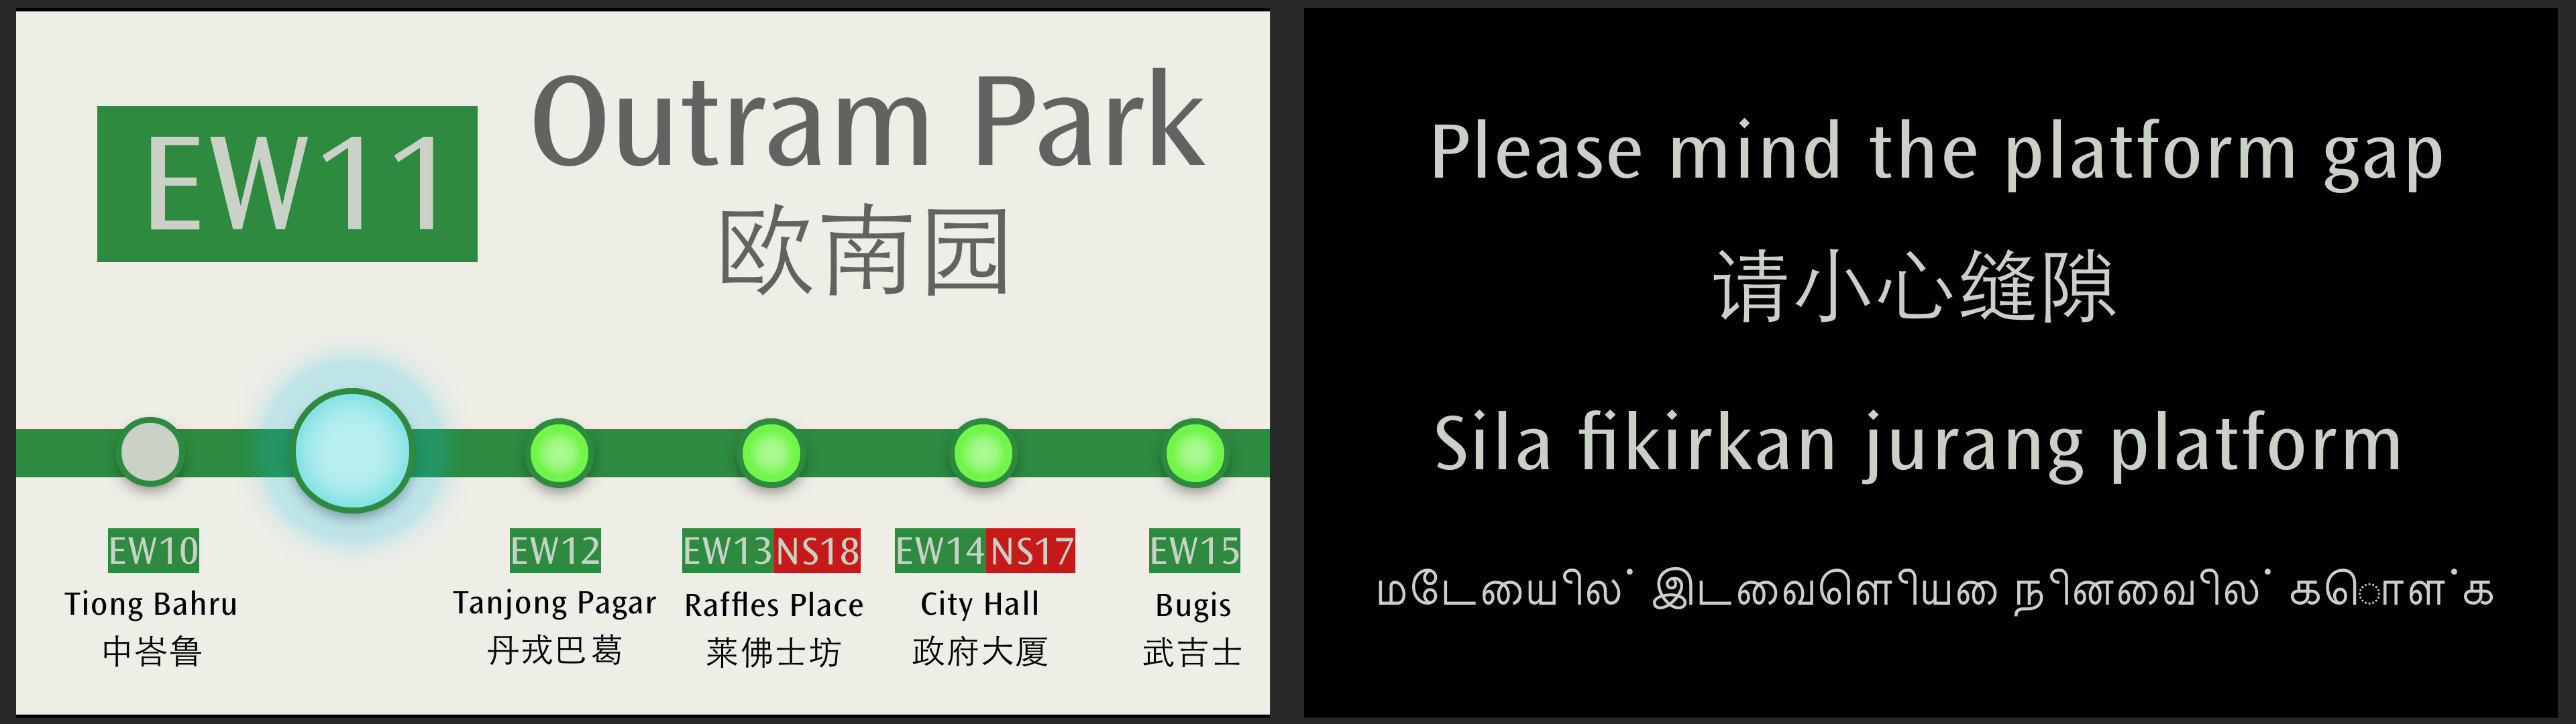 EW11
Outram Park
欧南园
EW10
EW12
EW13 NS18
EW14 NS17
EW15
Tiong Bahru
Tanjong Pagar
Raffles Place
City Hall
Bugis
中峇鲁
丹戎巴葛
莱佛士坊
政府大厦
武吉士
Please mind the platform gap
请小心缝隙
Sila fikirkan jurang platform
மேடையில் இடைவெளியை நினைவில் கொள்க